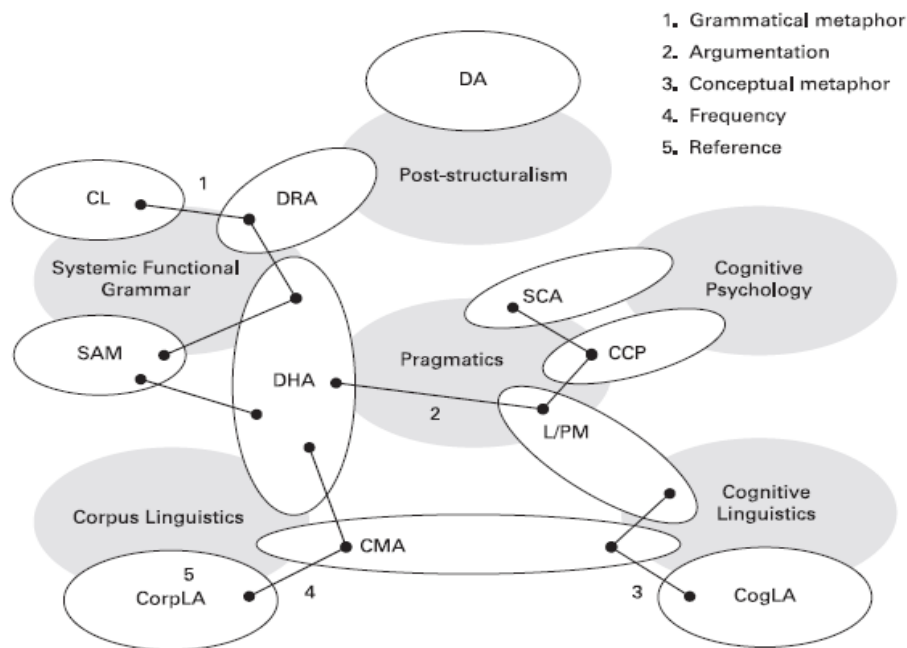 1. Grammatical metaphor
2. Argumentation
3. Conceptual metaphor
4. Frequency
5. Reference
DA
Post-structuralism
1
CL
DRA
Systemic Functional
Grammar
SCA
Cognitive
Psychology
SAM
DHA
Pragmatics
CCP
2
L/PM
Corpus Linguistics
Cognitive
Linguistics
CMA
5
CorpLA
4
3
CogLA